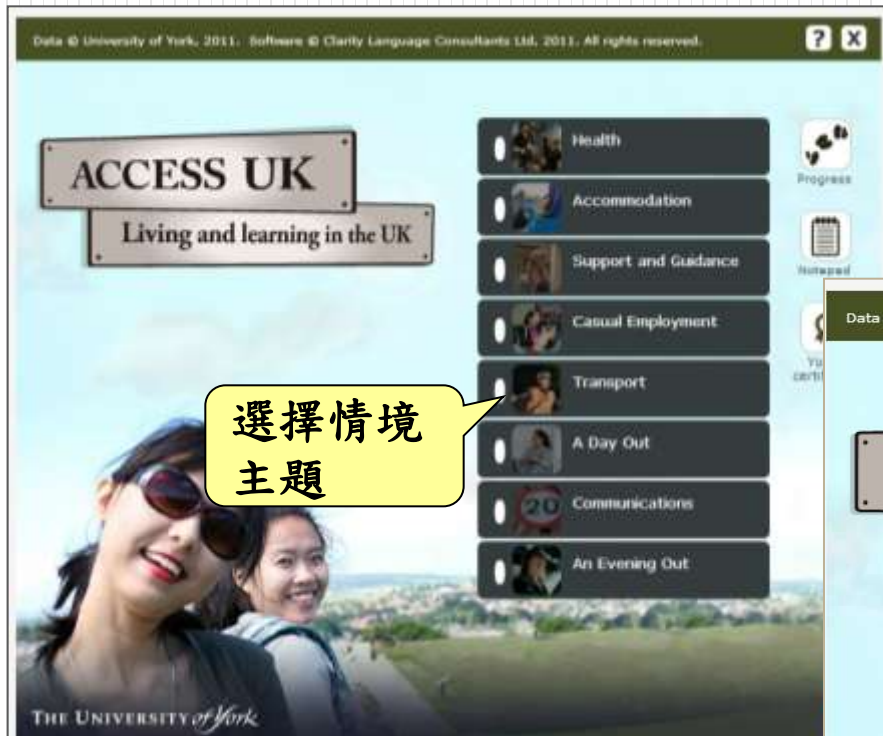 Data © University of York, 2011. Software © Clarity Language Consultants Ltd, 2011. All rights reserved.
? X
ACCESS UK
Living and learning in the UK
Health
Accommodation
Support and Guidance
Casual Employment
Transport
A Day Out
Communications
An Evening Out
Progress
Notepad
選擇情境
主題
20
Data
THE UNIVERSITY of York